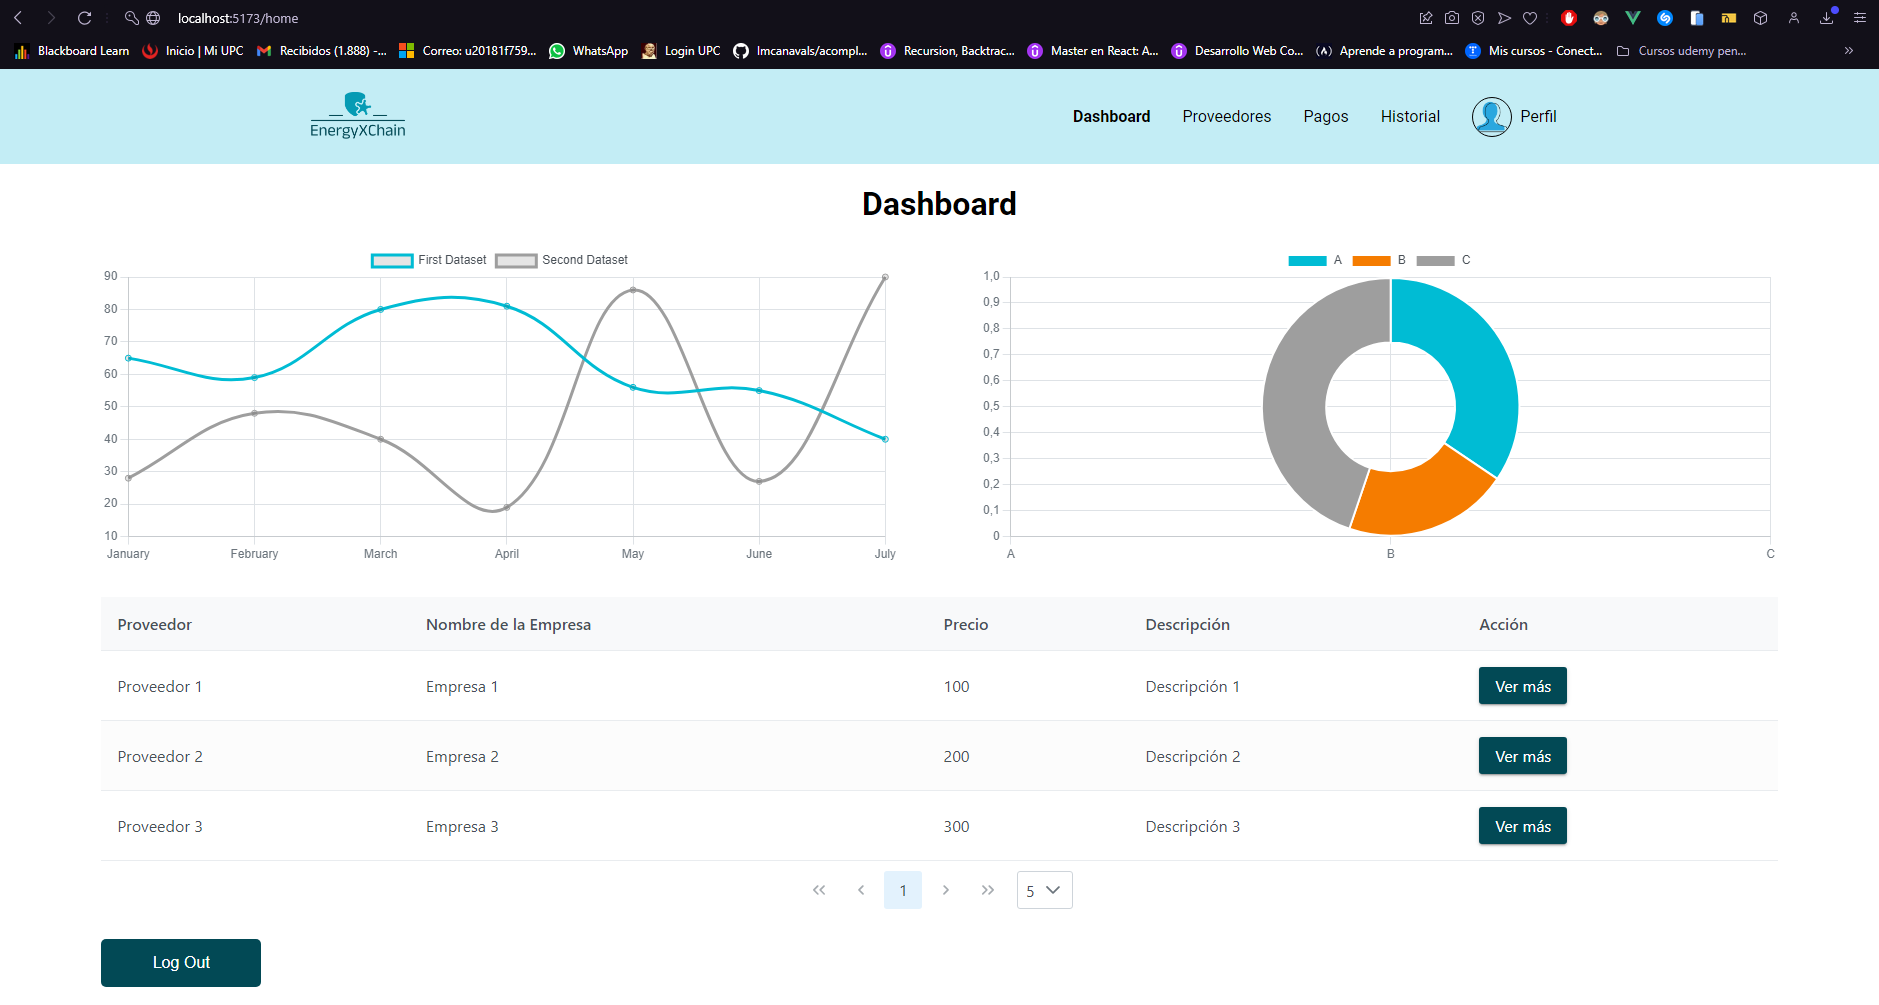 localhost:5173/home
Blackboard Learn Inicio | Mi UPC Recibidos (1.888) -... Correo: u20181f759... WhatsApp Login UPC lmcanavals/acompl... Recursion, Backtrac... Master en React: A... Desarrollo Web Co... Aprende a program... Mis cursos - Conect... Cursos udemy pen...
EnergyXChain Dashboard Proveedores Pagos Historial Perfil
Dashboard
First Dataset Second Dataset
90
80
70
60
50
40
30
20
10
January February March April May June July
A B C
1,0
0,9
0,8
0,7
0,6
0,5
0,4
0,3
0,2
0,1
0
A B C
Proveedor Nombre de la Empresa Precio Descripción Acción
Proveedor 1 Empresa 1 100 Descripción 1 Ver más
Proveedor 2 Empresa 2 200 Descripción 2 Ver más
Proveedor 3 Empresa 3 300 Descripción 3 Ver más
1 5
Log Out